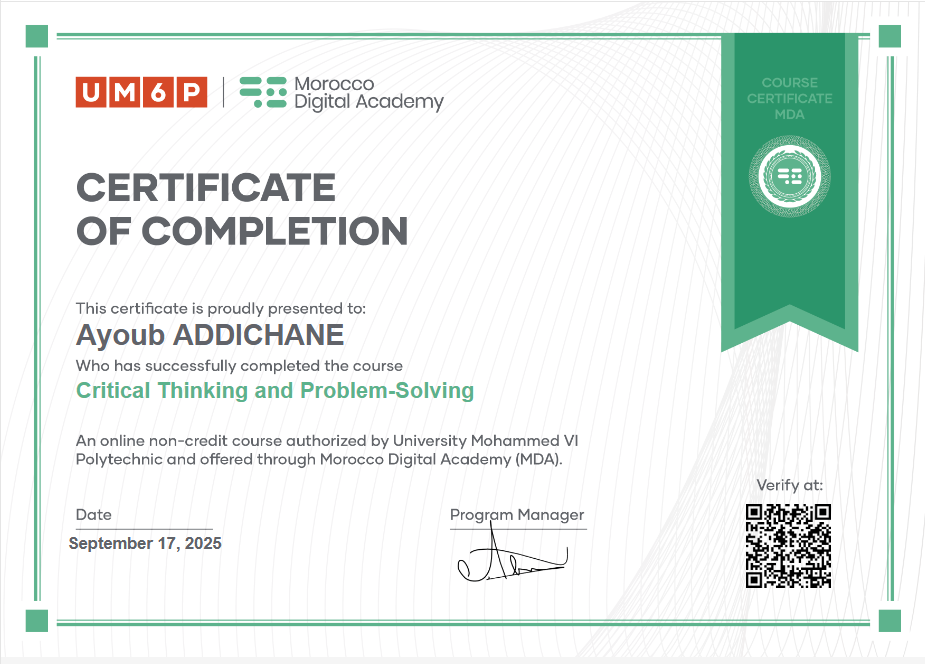 UM6P
Morocco
Digital Academy
COURSE
CERTIFICATE
MDA
CERTIFICATE
OF COMPLETION
This certificate is proudly presented to:
Ayoub ADDICHANE
Who has successfully completed the course
Critical Thinking and Problem-Solving
An online non-credit course authorized by University Mohammed VI
Polytechnic and offered through Morocco Digital Academy (MDA).
Verify at:
Date
Program Manager
September 17, 2025